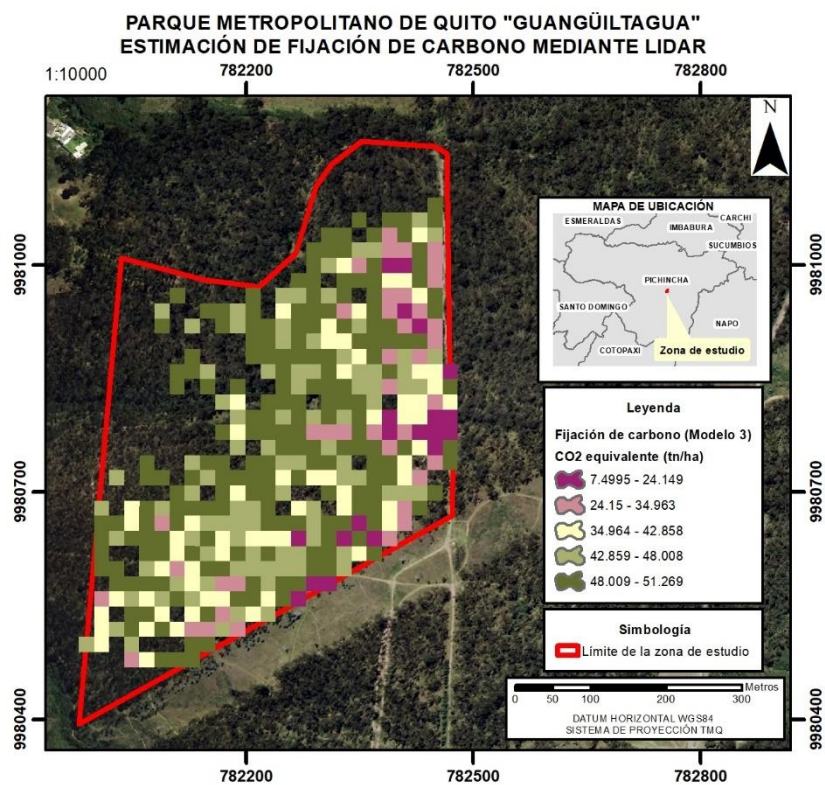 PARQUE METROPOLITANO DE QUITO "GUANGÜILTAGUA"
ESTIMACIÓN DE FIJACIÓN DE CARBONO MEDIANTE LIDAR
1:10000
782200
782500
782800
N
9981000
9981000
MAPA DE UBICACIÓN
ESMERALDAS
CARCHI
IMBABURA
SUCUMBIOS
PICHINCHA
SANTO DOMINGO
NAPO
COTOPAXI
Zona de estudio
Leyenda
Fijación de carbono (Modelo 3)
CO2 equivalente (tn/ha)
7.4995 - 24.149
24.15 - 34.963
34.964 - 42.858
42.859 - 48.008
48.009 - 51.269
9980700
9980700
Simbología
Límite de la zona de estudio
Metros
0 50 100 200 300
DATUM HORIZONTAL WGS84
SISTEMA DE PROYECCIÓN TMQ
9980400
9980400
782200
782500
782800